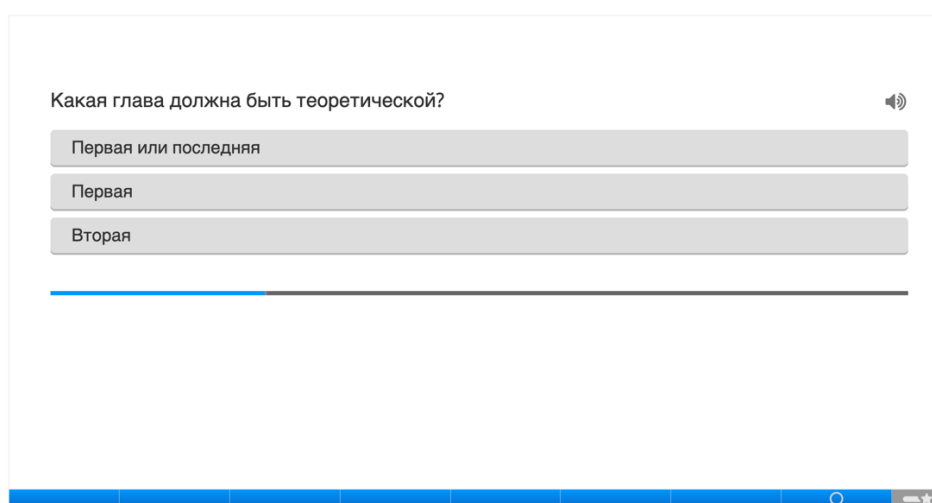 Какая глава должна быть теоретической?
Первая или последняя
Первая
Вторая